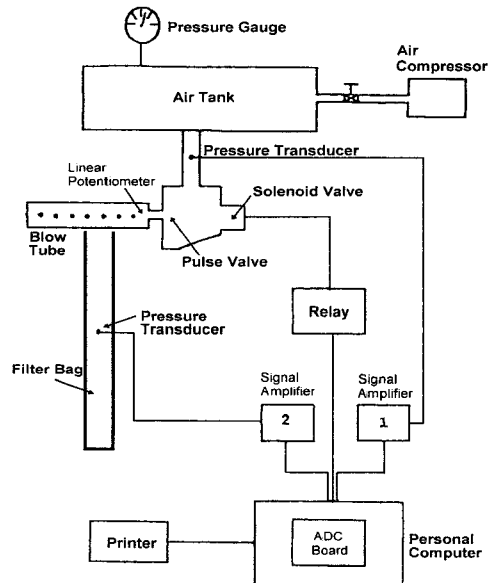 Pressure Gauge
Air
Compressor
Air Tank
Pressure Transducer
Linear
Potentiometer
Solenoid Valve
Blow
Tube
Pulse Valve
Pressure
Transducer
Relay
Filter Bag
Signal
Amplifier
2
Signal
Amplifier
1
Printer
ADC
Board
Personal
Computer